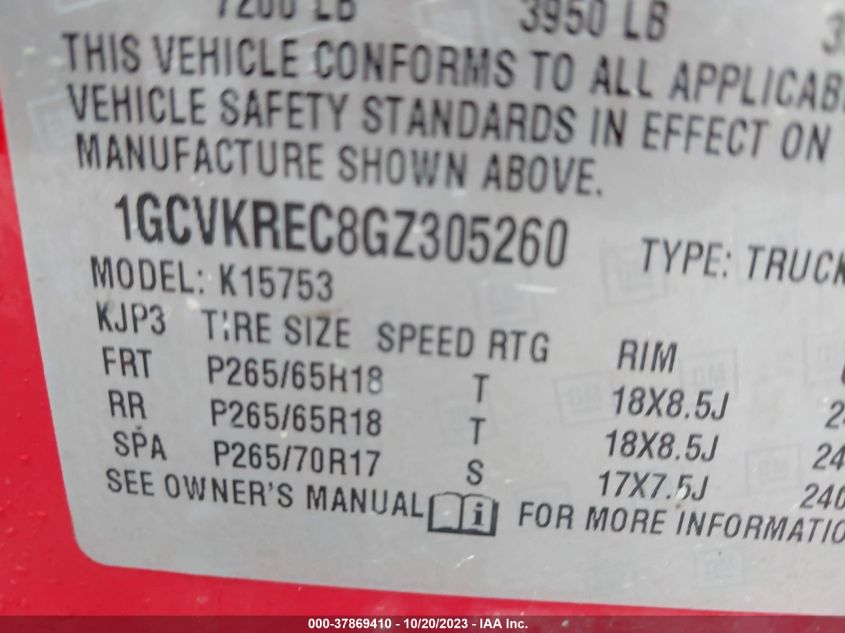 7200 LB 3950 LB
THIS VEHICLE CONFORMS TO ALL APPLICAB
VEHICLE SAFETY STANDARDS IN EFFECT ON
MANUFACTURE SHOWN ABOVE.
1GCVKREC8GZ305260 TYPE: TRUCK
MODEL: K15753
KJP3 TIRE SIZE SPEED RTG RIM
FRT P265/65R18 T 18X8.5J
RR P265/65R18 T 18X8.5J 24
SPA P265/70R17 S 17X7.5J 240
SEE OWNER'S MANUAL i FOR MORE INFORMATIO
000-37869410 - 10/20/2023 - IAA Inc.